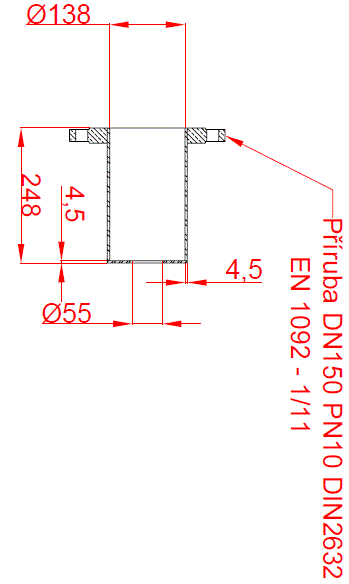 Ø138
248
4,5
4,5
Ø55
Příruba DN150 PN10 DIN2632
EN 1092 - 1/11